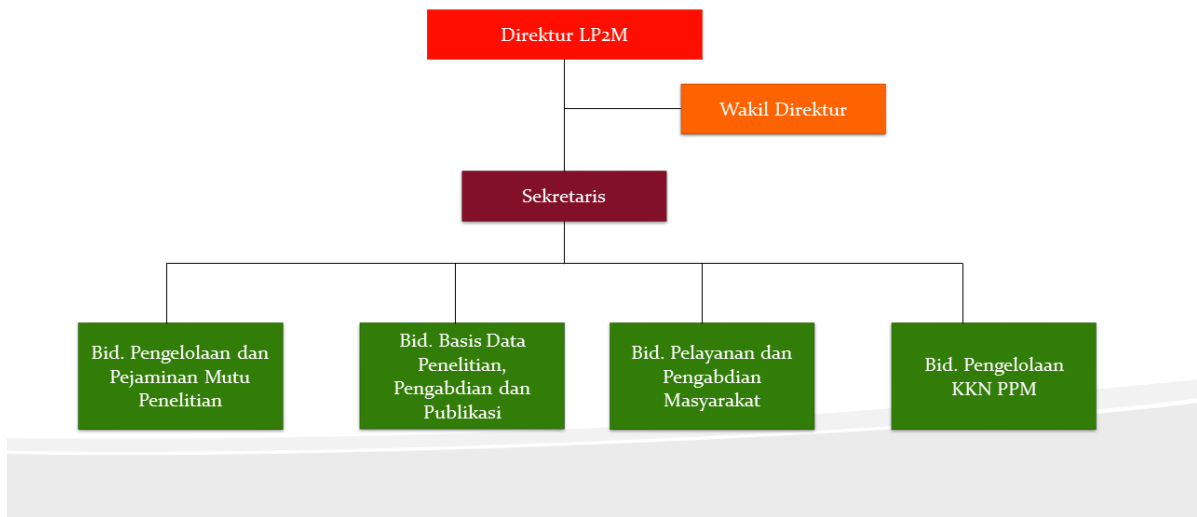 Direktur LP2M
Wakil Direktur
Sekretaris
Bid. Pengelolaan dan
Pejaminan Mutu
Penelitian
Bid. Basis Data
Penelitian,
Pengabdian dan
Publikasi
Bid. Pelayanan dan
Pengabdian
Masyarakat
Bid. Pengelolaan
KKN PPM